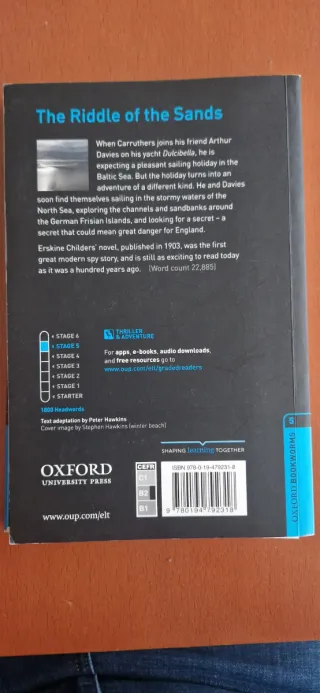 The Riddle of the Sands
When Carruthers joins his friend Arthur
Davies on his yacht Dulcibella, he is
expecting a pleasant sailing holiday in the
Baltic Sea. But the holiday turns into an
adventure of a different kind. He and Davies
soon find themselves sailing in the stormy waters of the
North Sea, exploring the channels and sandbanks around
the German Frisian Islands, and looking for a secret – a
secret that could mean great danger for England.
Erskine Childers' novel, published in 1903, was the first
great modern spy story, and is still as exciting to read today
as it was a hundred years ago. [Word count 22,885]
STAGE 6
STAGE 5
STAGE 4
STAGE 3
STAGE 2
STAGE 1
STARTER
1800 Headwords
THRILLER
& ADVENTURE
For apps, e-books, audio downloads,
and free resources go to
www.oup.com/elt/gradedreaders
Text adaptation by Peter Hawkins
Cover image by Stephen Hawkins (winter beach)
SHAPING learning TOGETHER
OXFORD
UNIVERSITY PRESS
www.oup.com/elt
CEFR
C1
B2
B1
ISBN 978-0-19-479231-8
9 780194 792318
5
OXFORD BOOKWORMS